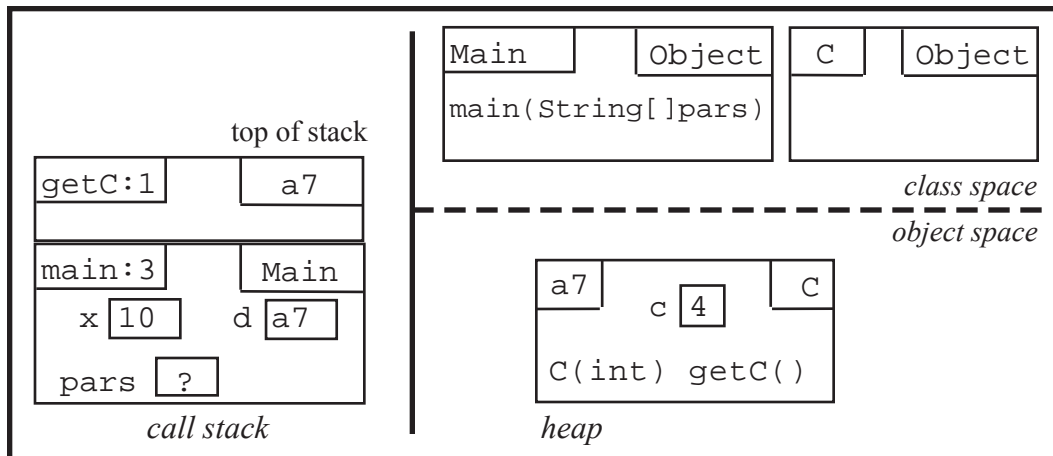 top of stack
getC:1 a7
main:3 Main
x 10 d a7
pars ?
call stack
Main Object
main(String[]pars)
C Object
class space
object space
a7 C
c 4
C(int) getC()
heap